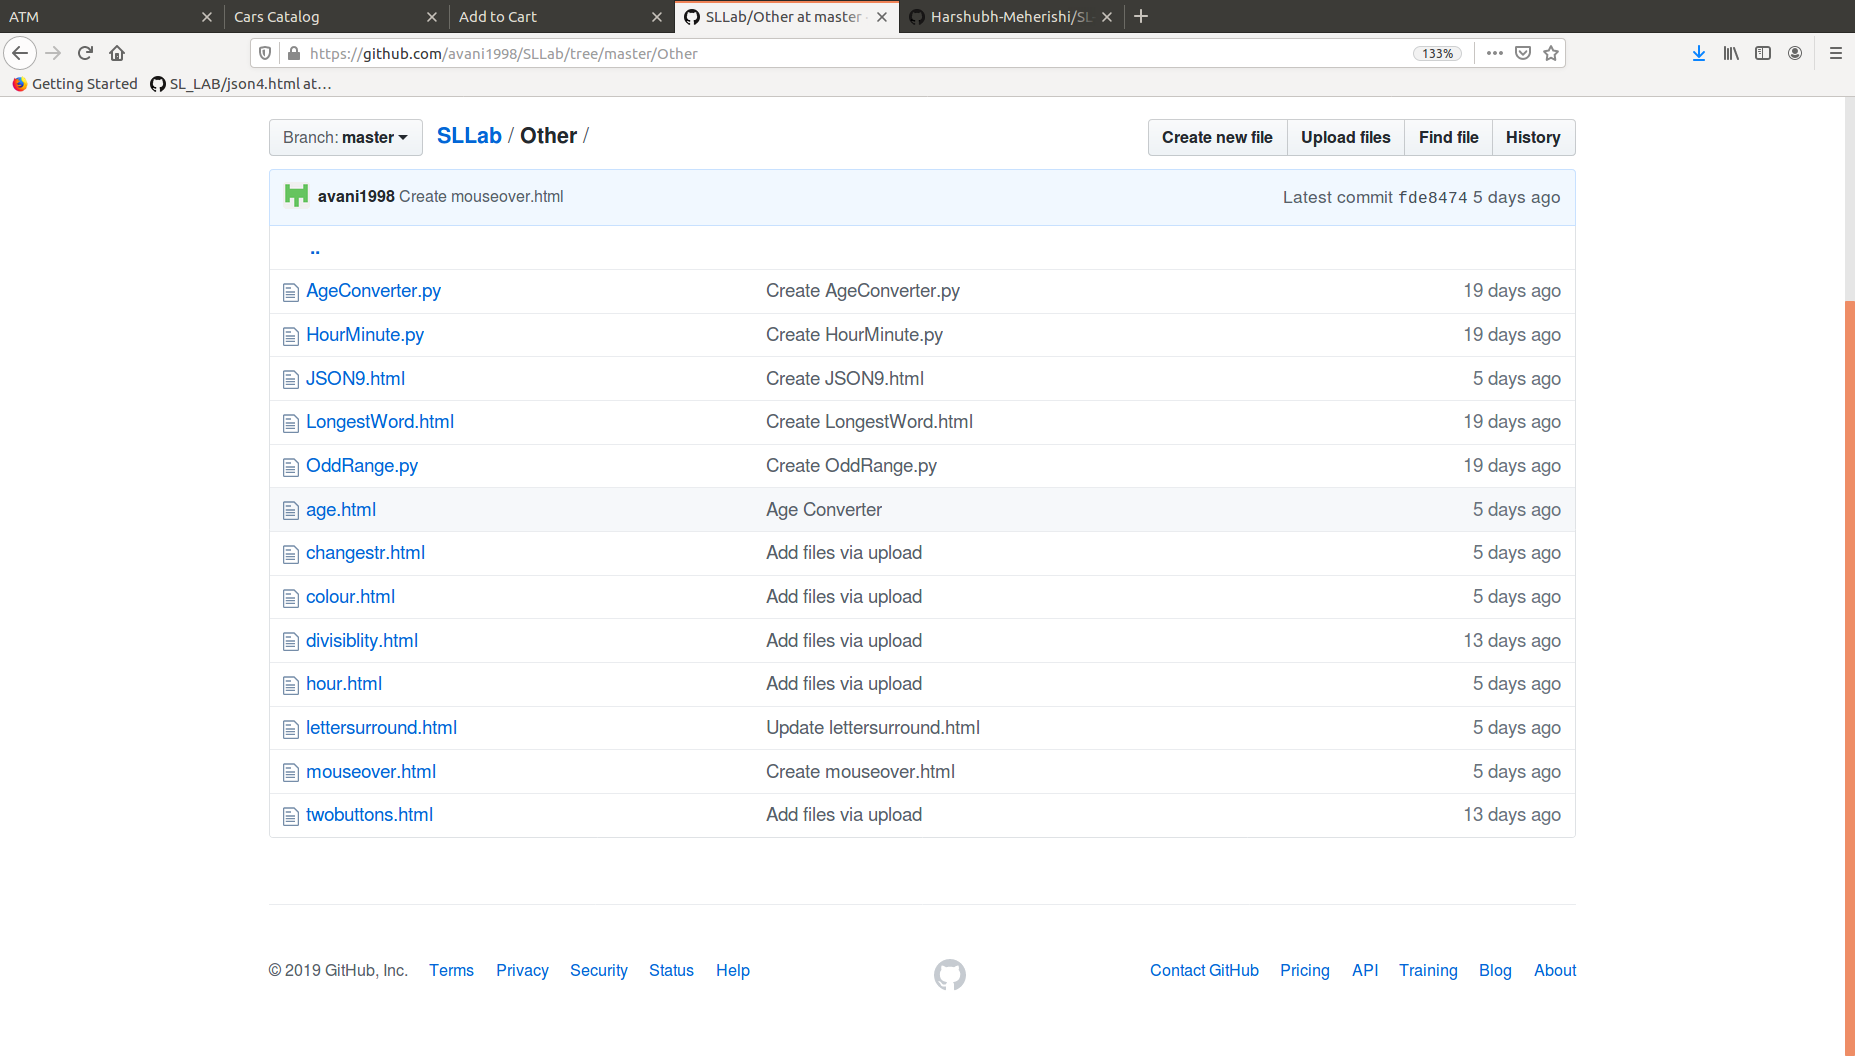 ATM Cars Catalog Add to Cart SLLab/Other at master Harshubh-Meherishi/SL
https://github.com/avani1998/SLLab/tree/master/Other 133%
Getting Started SL_LAB/json4.html at...
Branch: master SLLab / Other / Create new file Upload files Find file History
avani1998 Create mouseover.html Latest commit fde8474 5 days ago
..
AgeConverter.py Create AgeConverter.py 19 days ago
HourMinute.py Create HourMinute.py 19 days ago
JSON9.html Create JSON9.html 5 days ago
LongestWord.html Create LongestWord.html 19 days ago
OddRange.py Create OddRange.py 19 days ago
age.html Age Converter 5 days ago
changestr.html Add files via upload 5 days ago
colour.html Add files via upload 5 days ago
divisiblity.html Add files via upload 13 days ago
hour.html Add files via upload 5 days ago
lettersurround.html Update lettersurround.html 5 days ago
mouseover.html Create mouseover.html 5 days ago
twobuttons.html Add files via upload 13 days ago
© 2019 GitHub, Inc. Terms Privacy Security Status Help Contact GitHub Pricing API Training Blog About